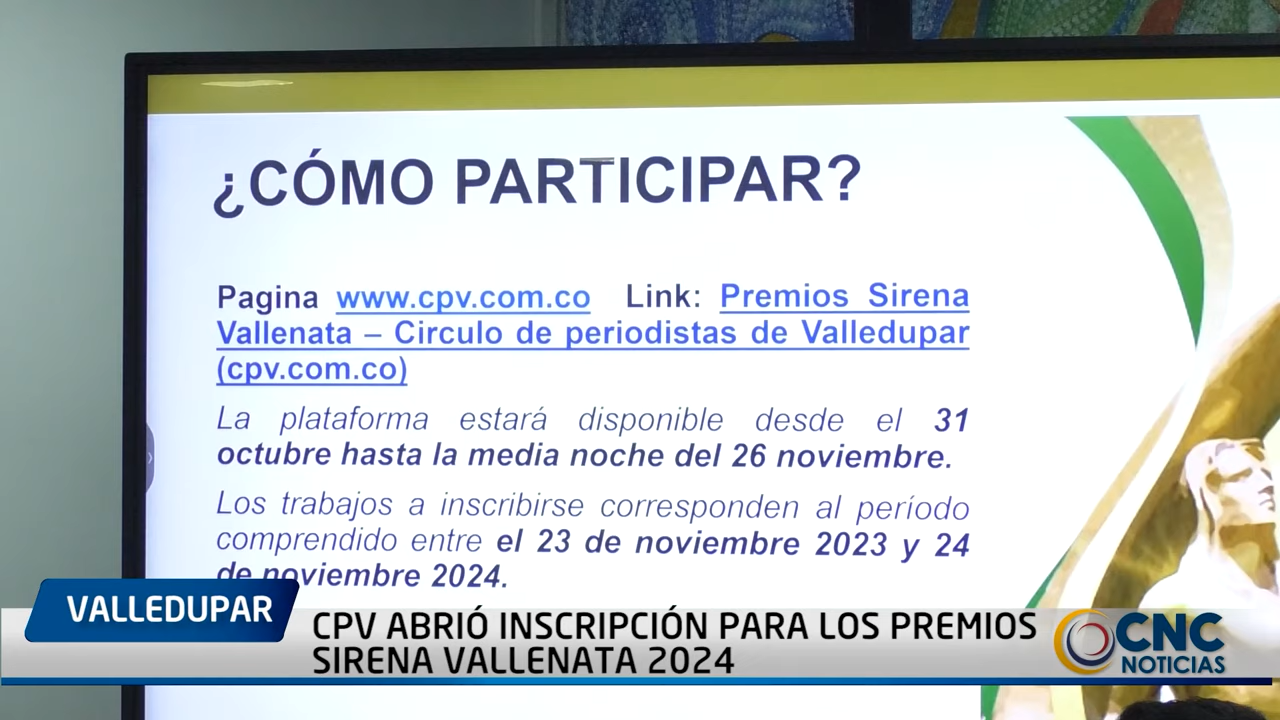 ¿CÓMO PARTICIPAR?
Pagina www.cpv.com.co Link: Premios Sirena
Vallenata – Circulo de periodistas de Valledupar
(cpv.com.co)
La plataforma estará disponible desde el 31
octubre hasta la media noche del 26 noviembre.
Los trabajos a inscribirse corresponden al período
comprendido entre el 23 de noviembre 2023 y 24
de noviembre 2024.
VALLEDUPAR
CPV ABRIÓ INSCRIPCIÓN PARA LOS PREMIOS
SIRENA VALLENATA 2024
CNC
NOTICIAS